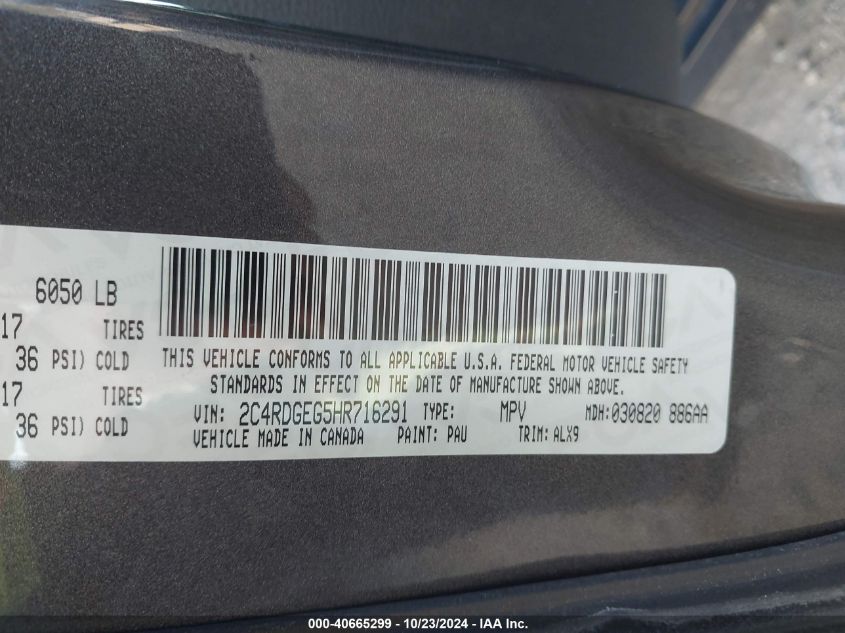 6050 LB
17 TIRES
36 PSI) COLD
17 TIRES
36 PSI) COLD
THIS VEHICLE CONFORMS TO ALL APPLICABLE U.S.A. FEDERAL MOTOR VEHICLE SAFETY
STANDARDS IN EFFECT ON THE DATE OF MANUFACTURE SHOWN ABOVE.
VIN: 2C4RDGEG5HR716291 TYPE: MPV MDH: 030820 886AA
VEHICLE MADE IN CANADA PAINT: PAU TRIM: ALX9
000-40665299 - 10/23/2024 - IAA Inc.